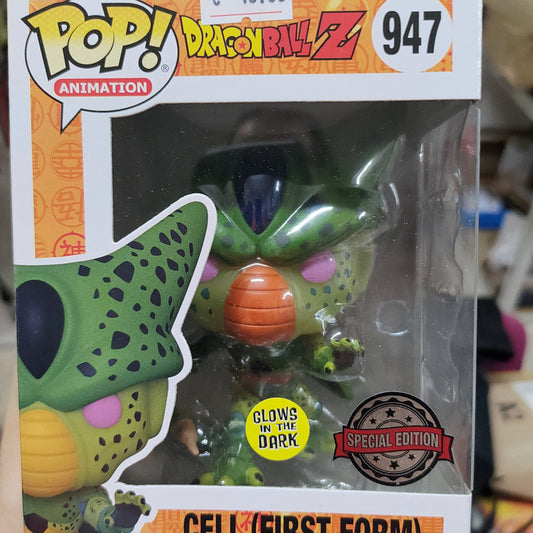 POP!
ANIMATION
DRAGONBALL Z
947
GLOWS
IN THE
DARK
SPECIAL EDITION
CELL (FIRST FORM)